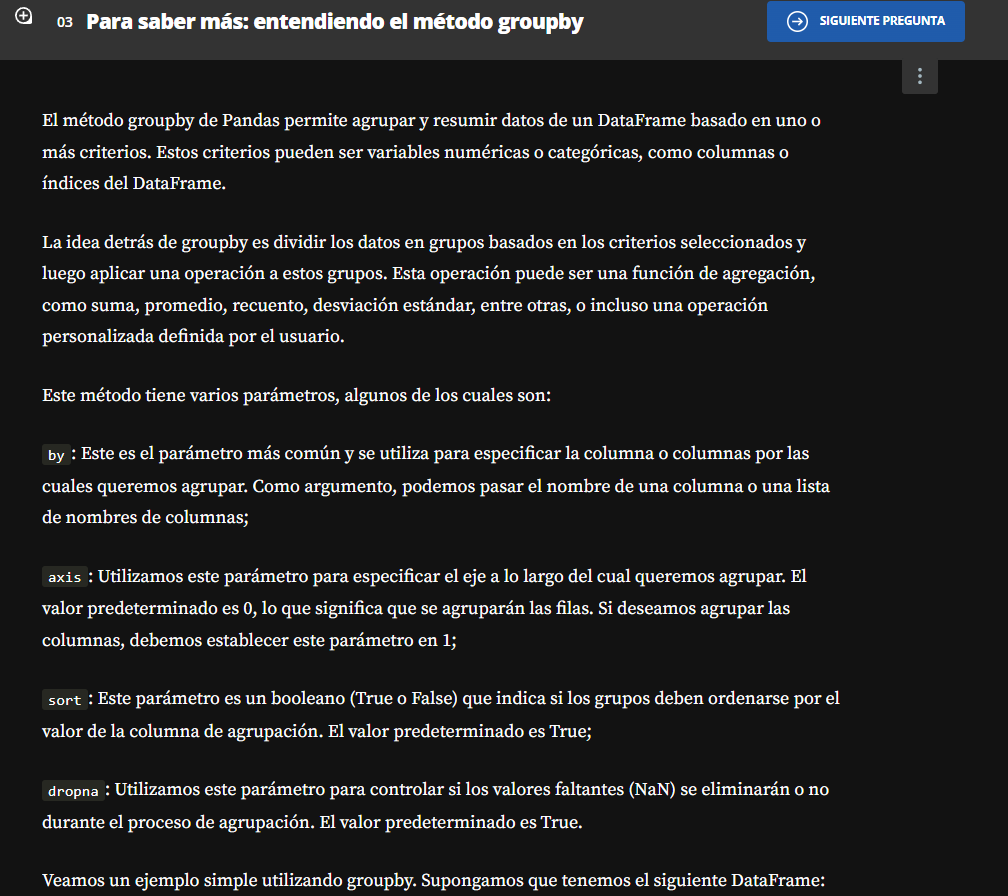 03 Para saber más: entendiendo el método groupby
SIGUIENTE PREGUNTA
El método groupby de Pandas permite agrupar y resumir datos de un DataFrame basado en uno o
más criterios. Estos criterios pueden ser variables numéricas o categóricas, como columnas o
índices del DataFrame.
La idea detrás de groupby es dividir los datos en grupos basados en los criterios seleccionados y
luego aplicar una operación a estos grupos. Esta operación puede ser una función de agregación,
como suma, promedio, recuento, desviación estándar, entre otras, o incluso una operación
personalizada definida por el usuario.
Este método tiene varios parámetros, algunos de los cuales son:
by : Este es el parámetro más común y se utiliza para especificar la columna o columnas por las
cuales queremos agrupar. Como argumento, podemos pasar el nombre de una columna o una lista
de nombres de columnas;
axis : Utilizamos este parámetro para especificar el eje a lo largo del cual queremos agrupar. El
valor predeterminado es 0, lo que significa que se agruparán las filas. Si deseamos agrupar las
columnas, debemos establecer este parámetro en 1;
sort : Este parámetro es un booleano (True o False) que indica si los grupos deben ordenarse por el
valor de la columna de agrupación. El valor predeterminado es True;
dropna : Utilizamos este parámetro para controlar si los valores faltantes (NaN) se eliminarán o no
durante el proceso de agrupación. El valor predeterminado es True.
Veamos un ejemplo simple utilizando groupby. Supongamos que tenemos el siguiente DataFrame: